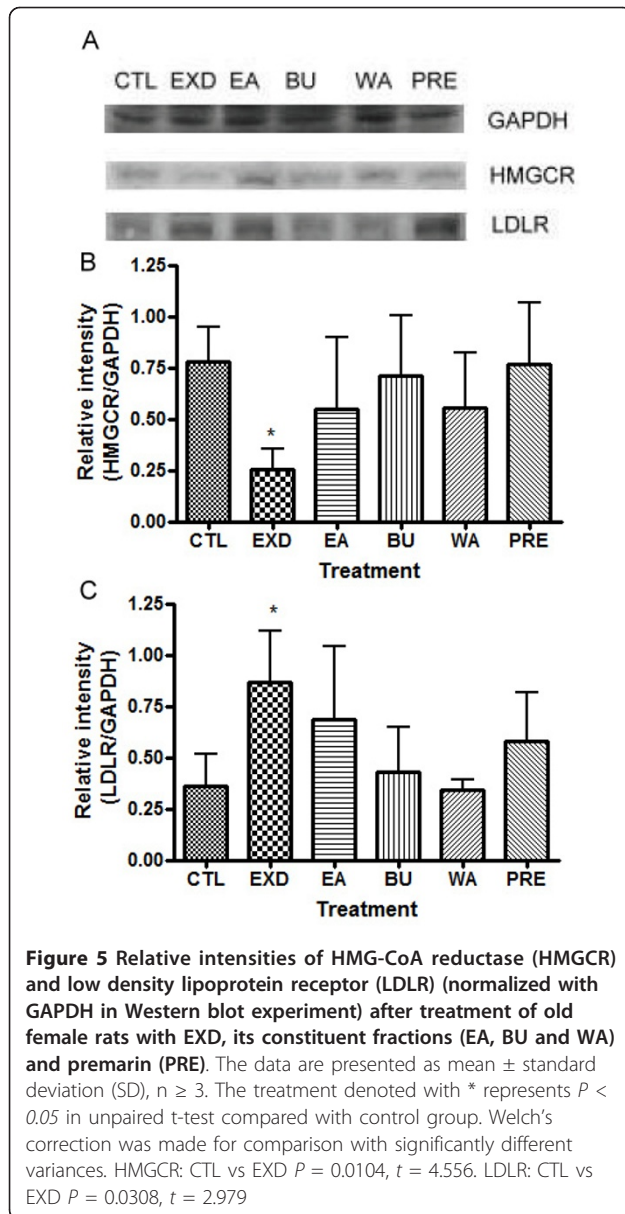 A
CTL EXD EA BU WA PRE
GAPDH
HMGCR
LDLR
B
Relative intensity
(HMGCR/GAPDH)
1.25
1.00
0.75
0.50
0.25
0.00
*
CTL EXD EA BU WA PRE
Treatment
C
Relative intensity
(LDLR/GAPDH)
1.25
1.00
0.75
0.50
0.25
0.00
*
CTL EXD EA BU WA PRE
Treatment
Figure 5 Relative intensities of HMG-CoA reductase (HMGCR)
and low density lipoprotein receptor (LDLR) (normalized with
GAPDH in Western blot experiment) after treatment of old
female rats with EXD, its constituent fractions (EA, BU and WA)
and premarin (PRE). The data are presented as mean ± standard
deviation (SD), n ≥ 3. The treatment denoted with * represents P <
0.05 in unpaired t-test compared with control group. Welch's
correction was made for comparison with significantly different
variances. HMGCR: CTL vs EXD P = 0.0104, t = 4.556. LDLR: CTL vs
EXD P = 0.0308, t = 2.979